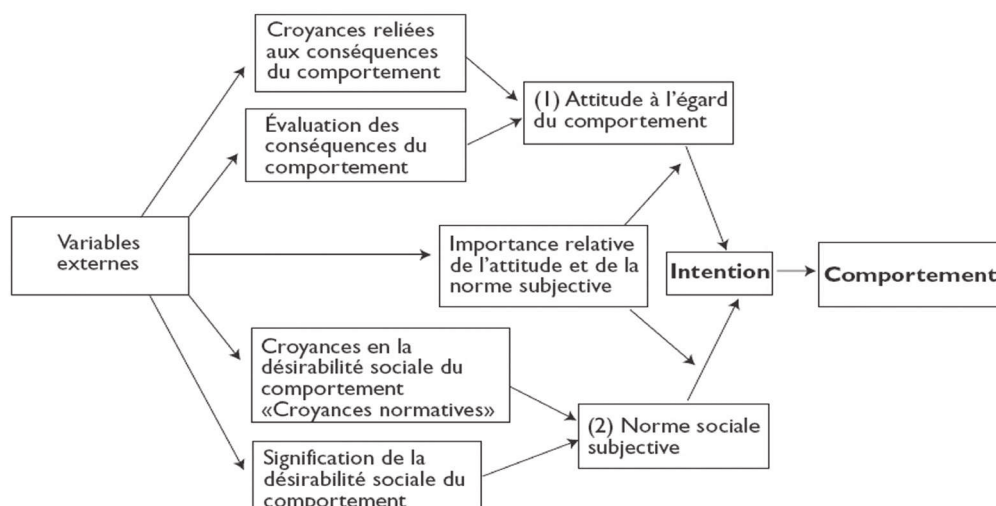 Croyances reliées
aux conséquences
du comportement
(1) Attitude à l'égard
du comportement
Évaluation des
conséquences du
comportement
Variables
externes
Importance relative
de l'attitude et de la
norme subjective
Intention
Comportement
Croyances en la
désirabilité sociale du
comportement
«Croyances normatives»
(2) Norme sociale
subjective
Signification de la
désirabilité sociale du
comportement